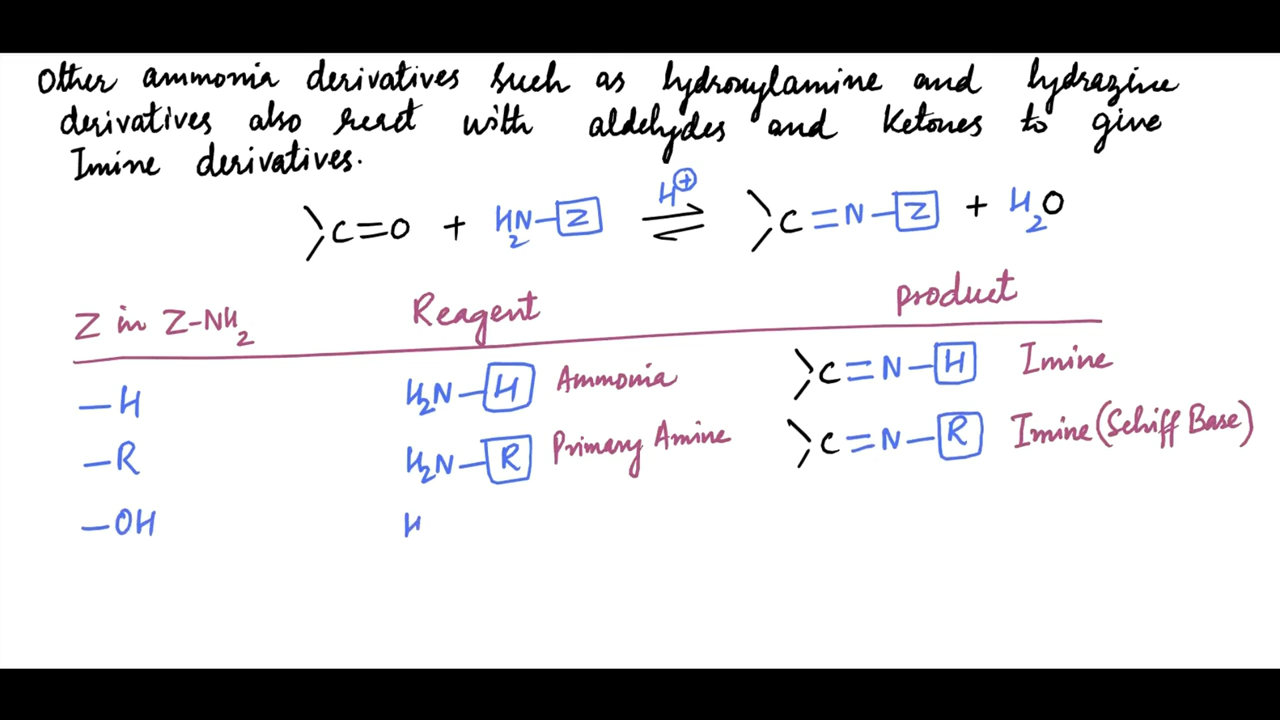 Other ammonia derivatives such as hydroxylamine and hydrazine
derivatives also react with aldehydes and Ketones to give
Imine derivatives.
C=O + H₂N-Z H⊕ ⇌ C=N-Z + H₂O
Z in Z-NH₂ Reagent product
-H H₂N-H Ammonia C=N-H Imine
-R H₂N-R Primary Amine C=N-R Imine (Schiff Base)
-OH H